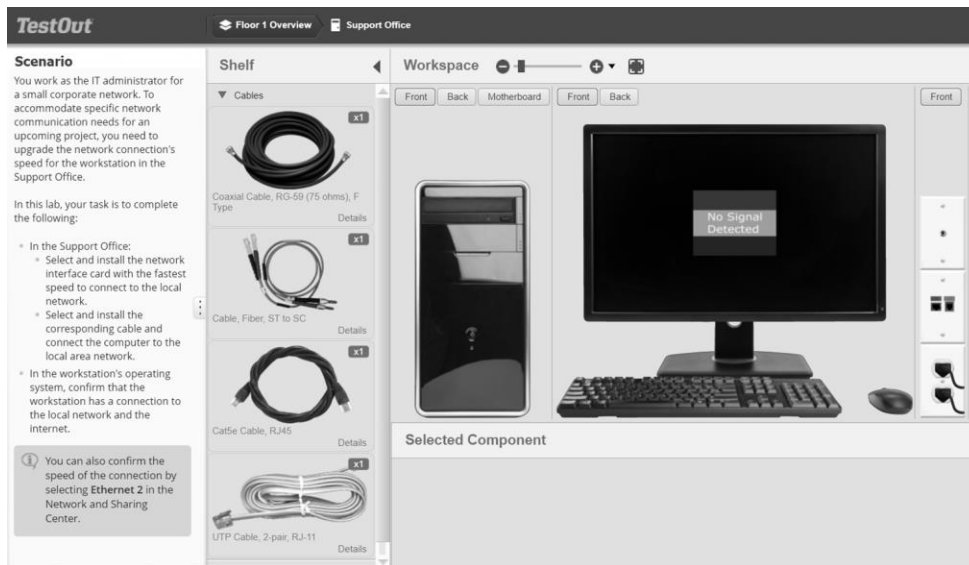 TestOut
Floor 1 Overview
Support Office
Scenario
You work as the IT administrator for
a small corporate network. To
accommodate specific network
communication needs for an
upcoming project, you need to
upgrade the network connection's
speed for the workstation in the
Support Office.
In this lab, your task is to complete
the following:
In the Support Office:
Select and install the network
interface card with the fastest
speed to connect to the local
network.
Select and install the
corresponding cable and
connect the computer to the
local area network.
In the workstation's operating
system, confirm that the
workstation has a connection to
the local network and the
internet.
You can also confirm the
speed of the connection by
selecting Ethernet 2 in the
Network and Sharing
Center.
Shelf
Cables
x1
Coaxial Cable, RG-59 (75 ohms), F
Type
Details
x1
Cable, Fiber, ST to SC
Details
x1
Cat5e Cable, RJ45
Details
x1
UTP Cable, 2-pair, RJ-11
Details
Workspace
Front Back Motherboard
Front Back
Front
No Signal
Detected
Selected Component